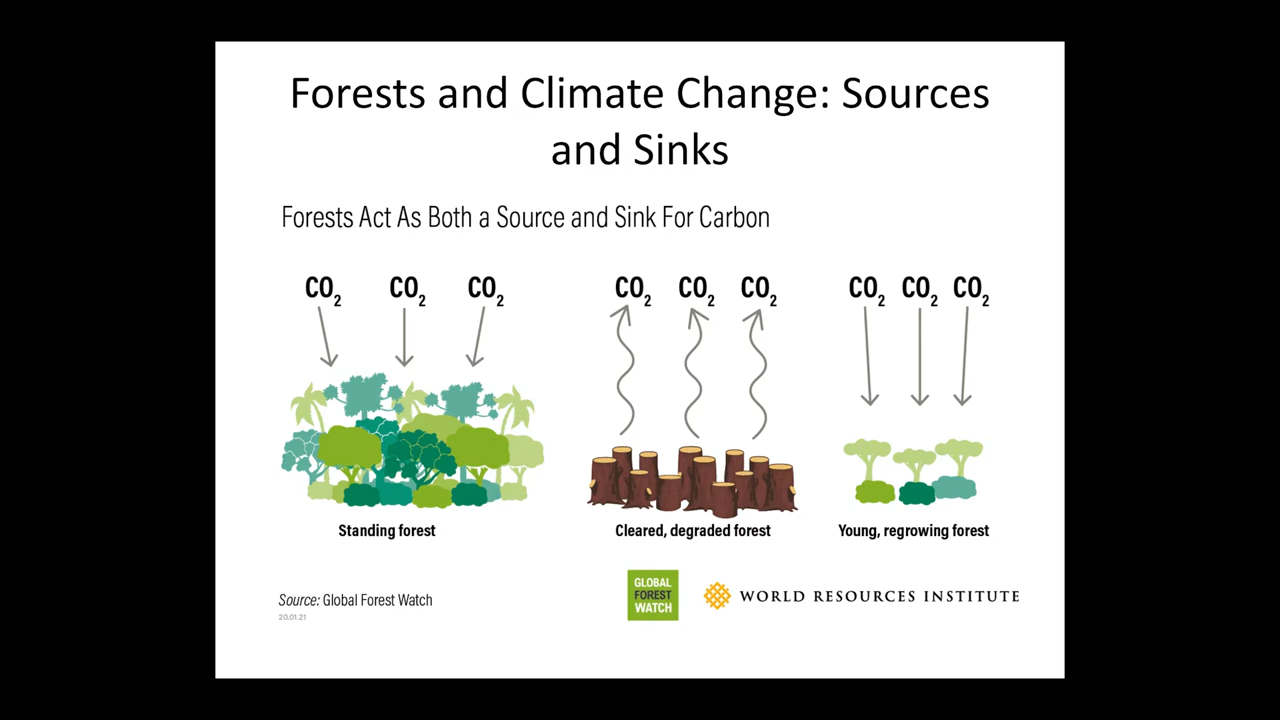 Forests and Climate Change: Sources
and Sinks
Forests Act As Both a Source and Sink For Carbon
CO2 CO2 CO2 CO2 CO2 CO2 CO2 CO2 CO2
Standing forest
Cleared, degraded forest
Young, regrowing forest
Source: Global Forest Watch
20.01.21
GLOBAL
FOREST
WATCH
WORLD RESOURCES INSTITUTE